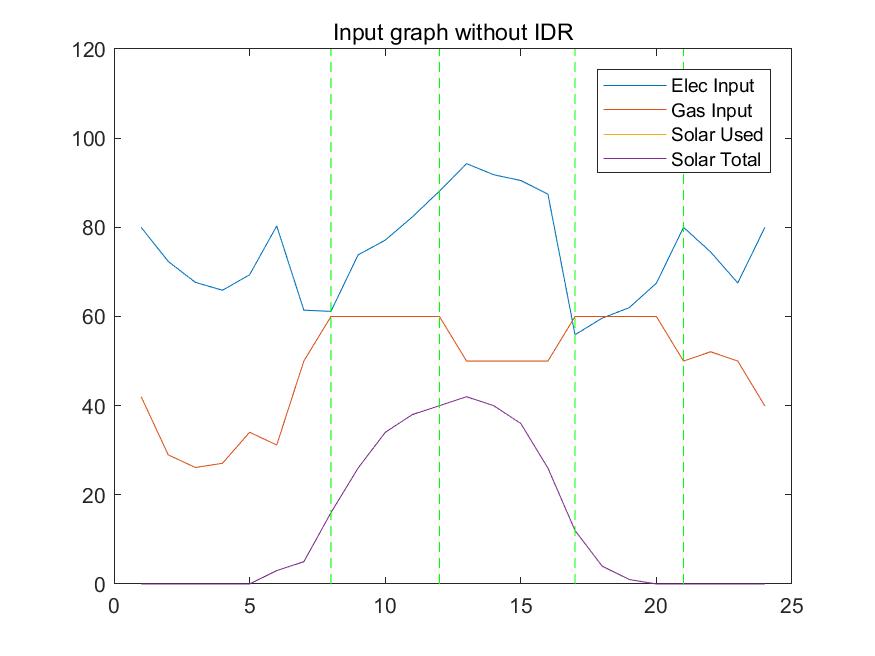 Input graph without IDR
120
100
80
60
40
20
0
Elec Input
Gas Input
Solar Used
Solar Total
0 5 10 15 20 25